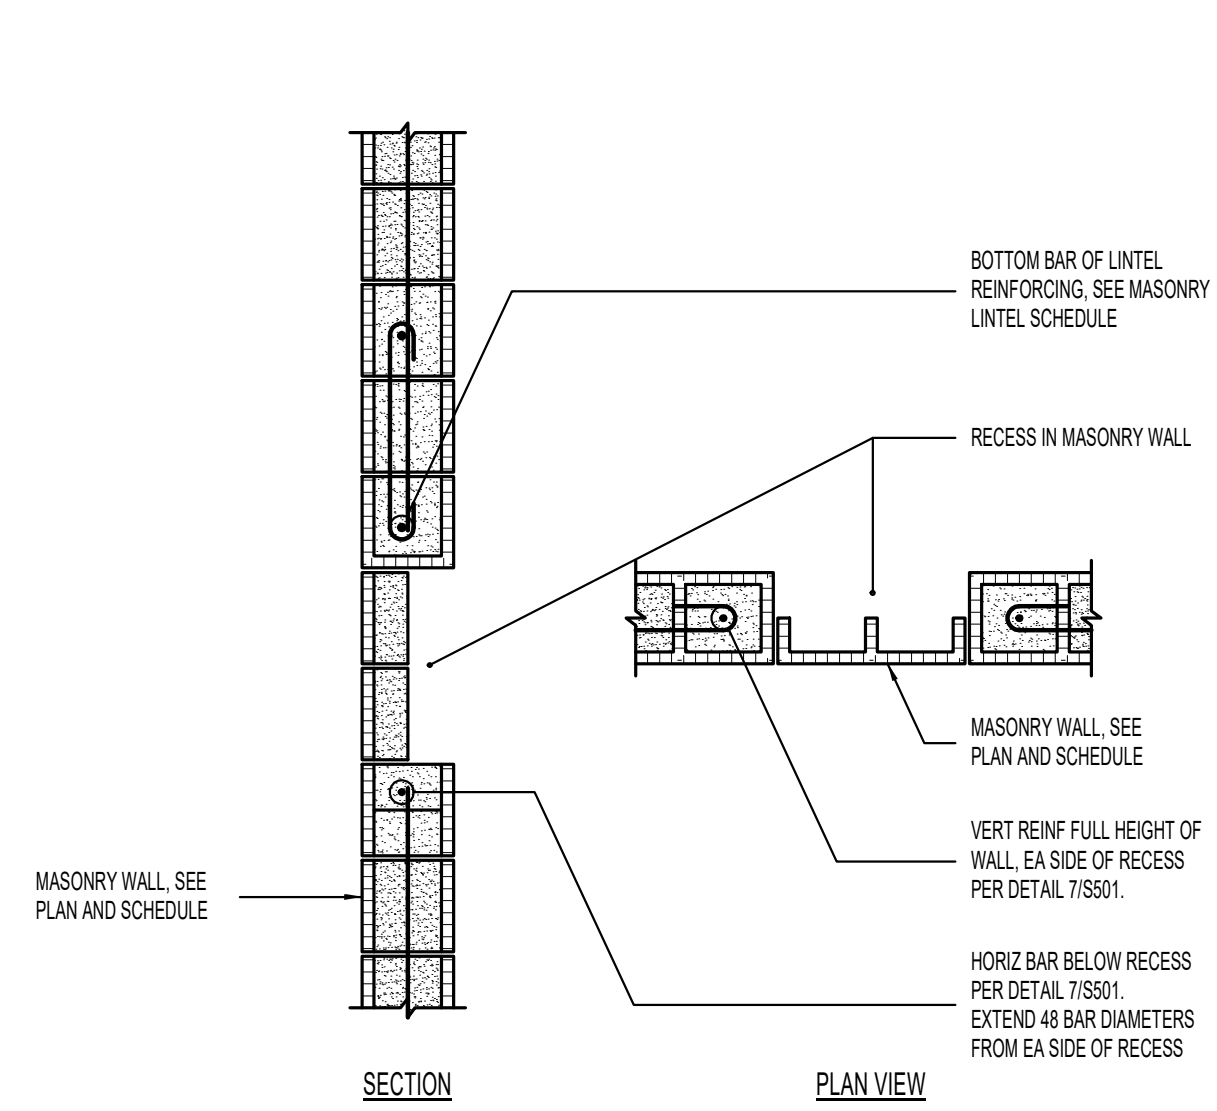 BOTTOM BAR OF LINTEL
REINFORCING, SEE MASONRY
LINTEL SCHEDULE
RECESS IN MASONRY WALL
MASONRY WALL, SEE
PLAN AND SCHEDULE
VERT REINF FULL HEIGHT OF
WALL, EA SIDE OF RECESS
PER DETAIL 7/S501.
MASONRY WALL, SEE
PLAN AND SCHEDULE
HORIZ BAR BELOW RECESS
PER DETAIL 7/S501.
EXTEND 48 BAR DIAMETERS
FROM EA SIDE OF RECESS
SECTION
PLAN VIEW